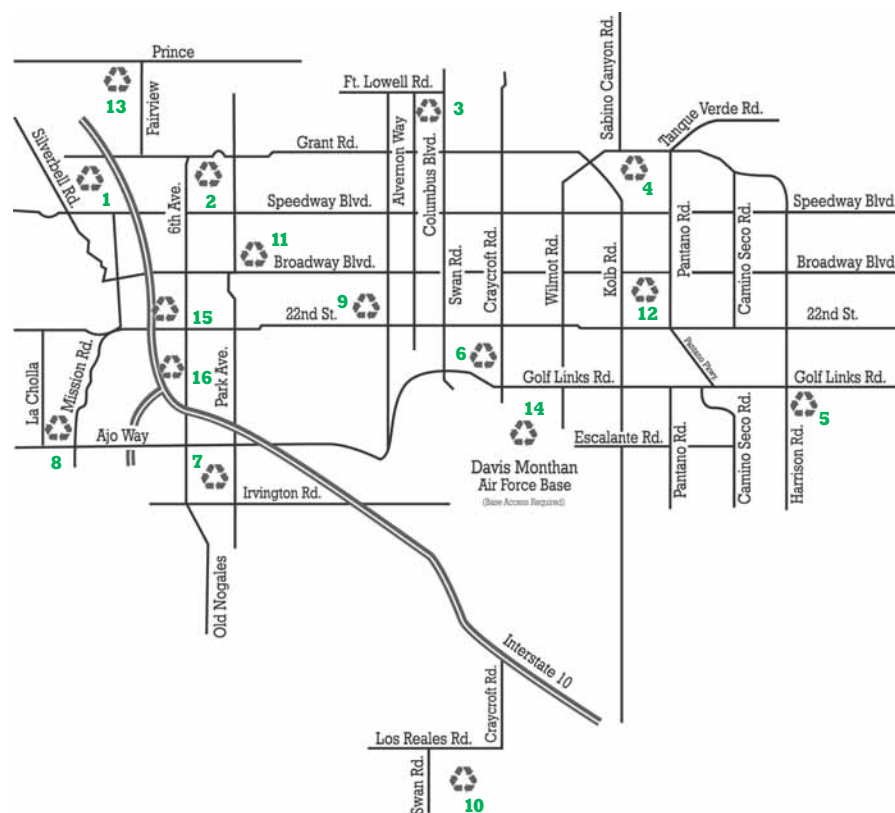 Prince
13
Fairview
Ft. Lowell Rd.
3
Sabino Canyon Rd.
Tanque Verde Rd.
Silverbell Rd.
Grant Rd.
Alvernon Way
Columbus Blvd.
1
2
6th Ave.
4
Speedway Blvd.
Speedway Blvd.
11
Swan Rd.
Craycroft Rd.
Wilmot Rd.
Kolb Rd.
Pantano Rd.
Camino Seco Rd.
Broadway Blvd.
Broadway Blvd.
15
9
22nd St.
12
22nd St.
La Cholla
Mission Rd.
16
Park Ave.
6
Pantano Pkwy.
Golf Links Rd.
Golf Links Rd.
14
5
8
Ajo Way
7
Escalante Rd.
Davis Monthan
Air Force Base
(Base Access Required)
Pantano Rd.
Camino Seco Rd.
Harrison Rd.
Irvington Rd.
Old Nogales
Interstate 10
Craycroft Rd.
Los Reales Rd.
Swan Rd.
10